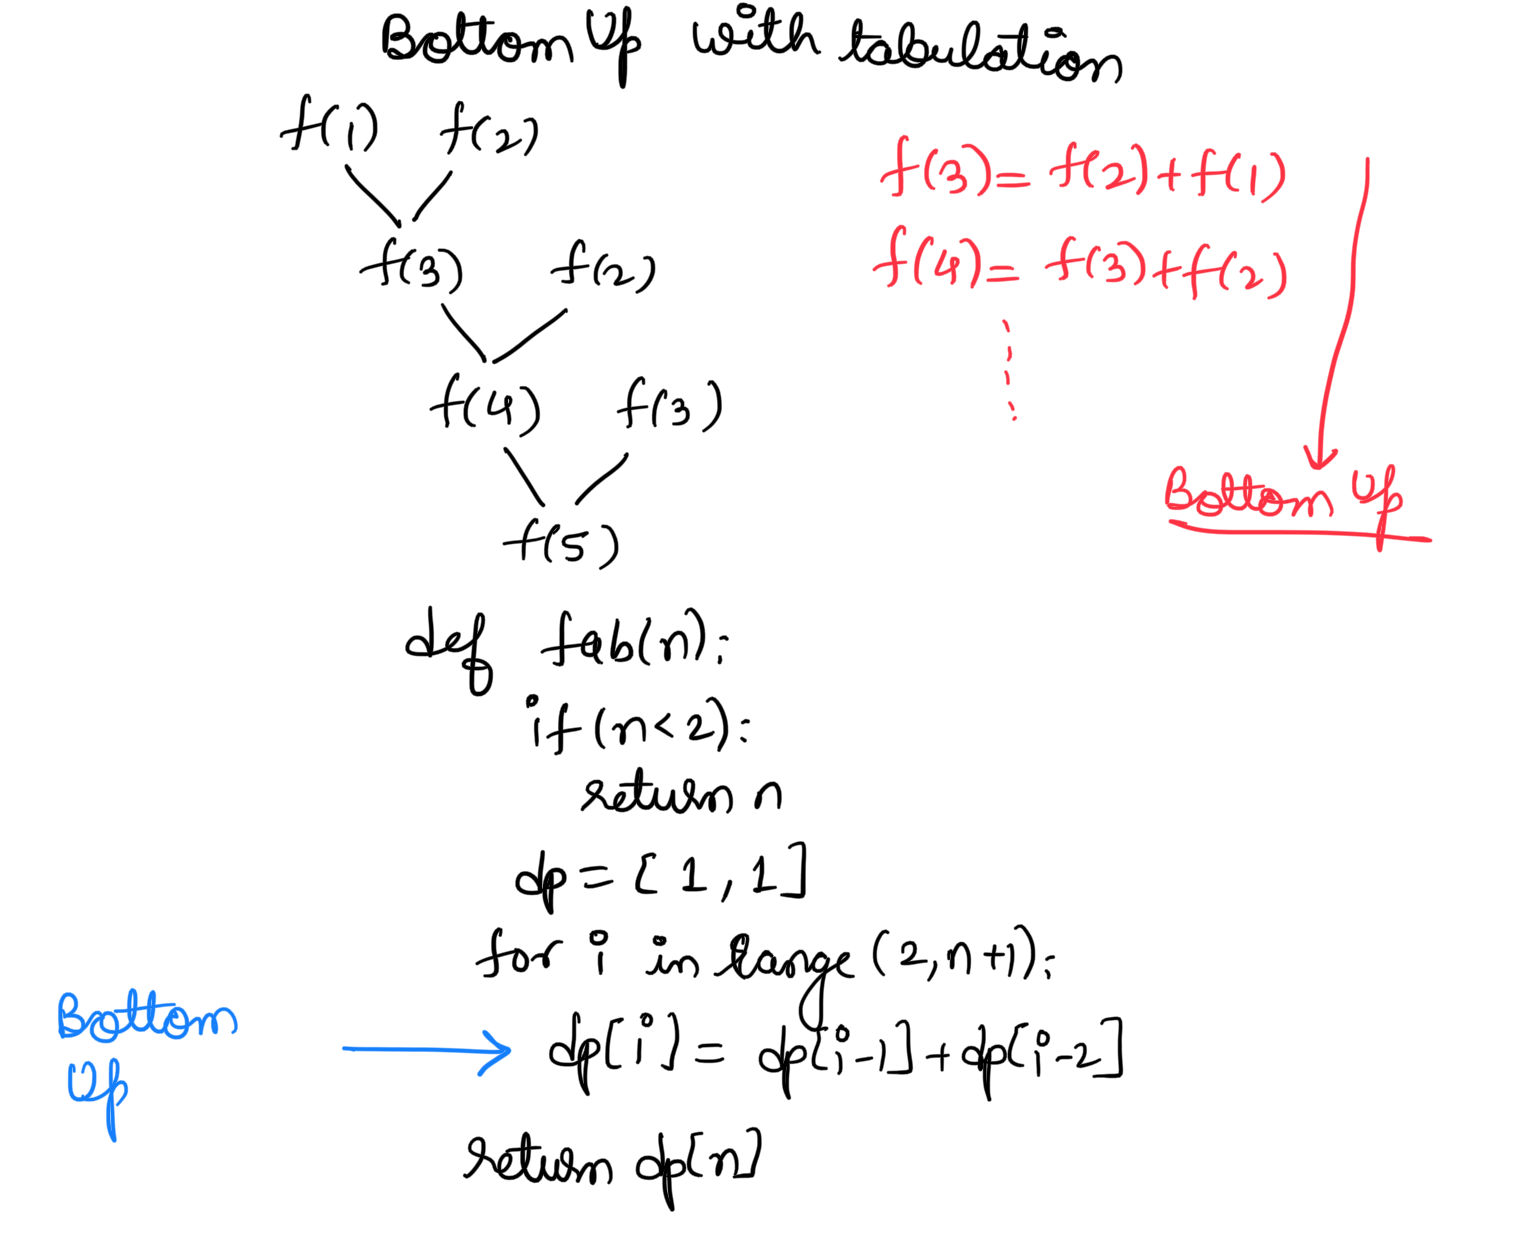 Bottom Up with tabulation
f(1) f(2)
f(3) f(2)
f(4) f(3)
f(5)
f(3) = f(2) + f(1)
f(4) = f(3) + f(2)
Bottom Up
def fab(n):
if (n < 2):
return n
dp = [1, 1]
for i in range (2, n+1):
Bottom Up
dp[i] = dp[i-1] + dp[i-2]
return dp[n]